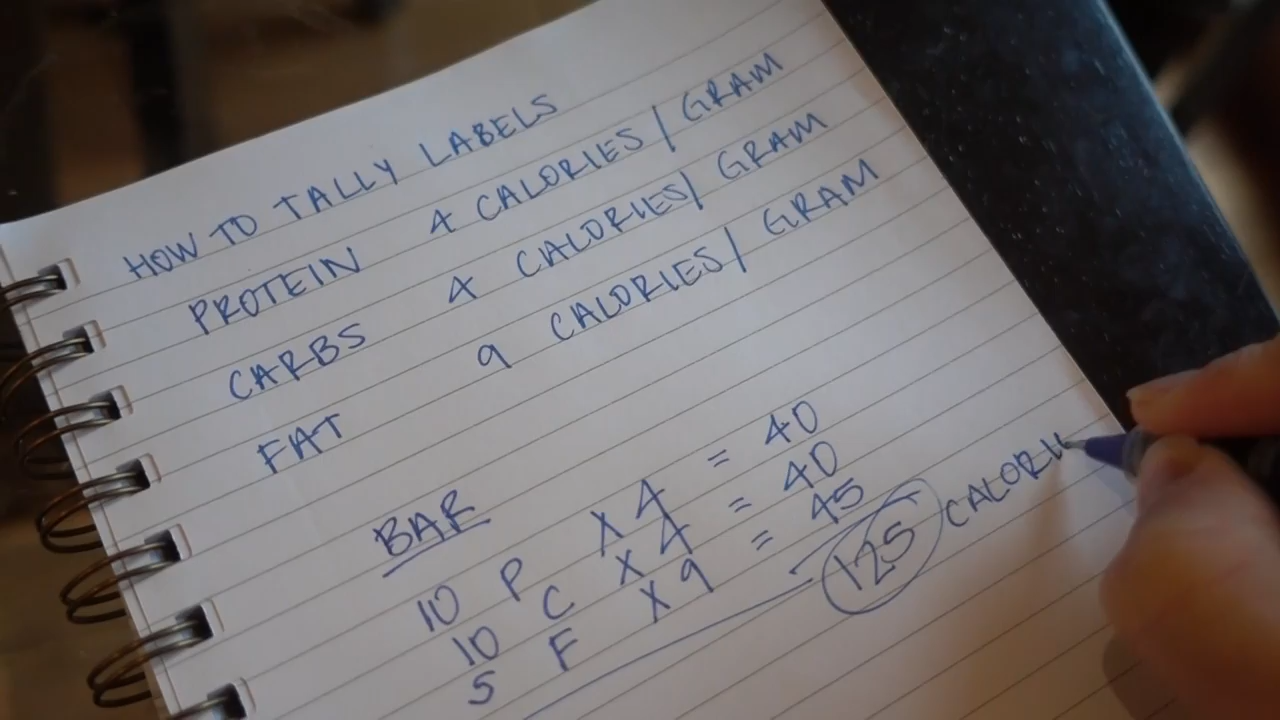 HOW TO TALLY LABELS
PROTEIN 4 CALORIES / GRAM
CARBS 4 CALORIES / GRAM
FAT 9 CALORIES / GRAM
BAR
10 P X 4 = 40
10 C X 4 = 40
5 F X 9 = 45
125 CALORI